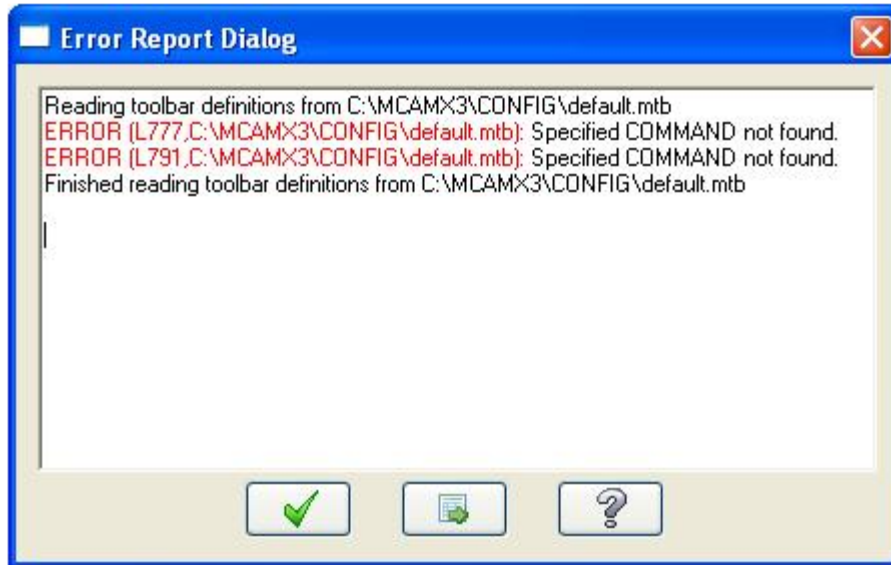 Error Report Dialog
Reading toolbar definitions from C:\MCAMX3\CONFIG\default.mtb
ERROR (L777,C:\MCAMX3\CONFIG\default.mtb): Specified COMMAND not found.
ERROR (L791,C:\MCAMX3\CONFIG\default.mtb): Specified COMMAND not found.
Finished reading toolbar definitions from C:\MCAMX3\CONFIG\default.mtb